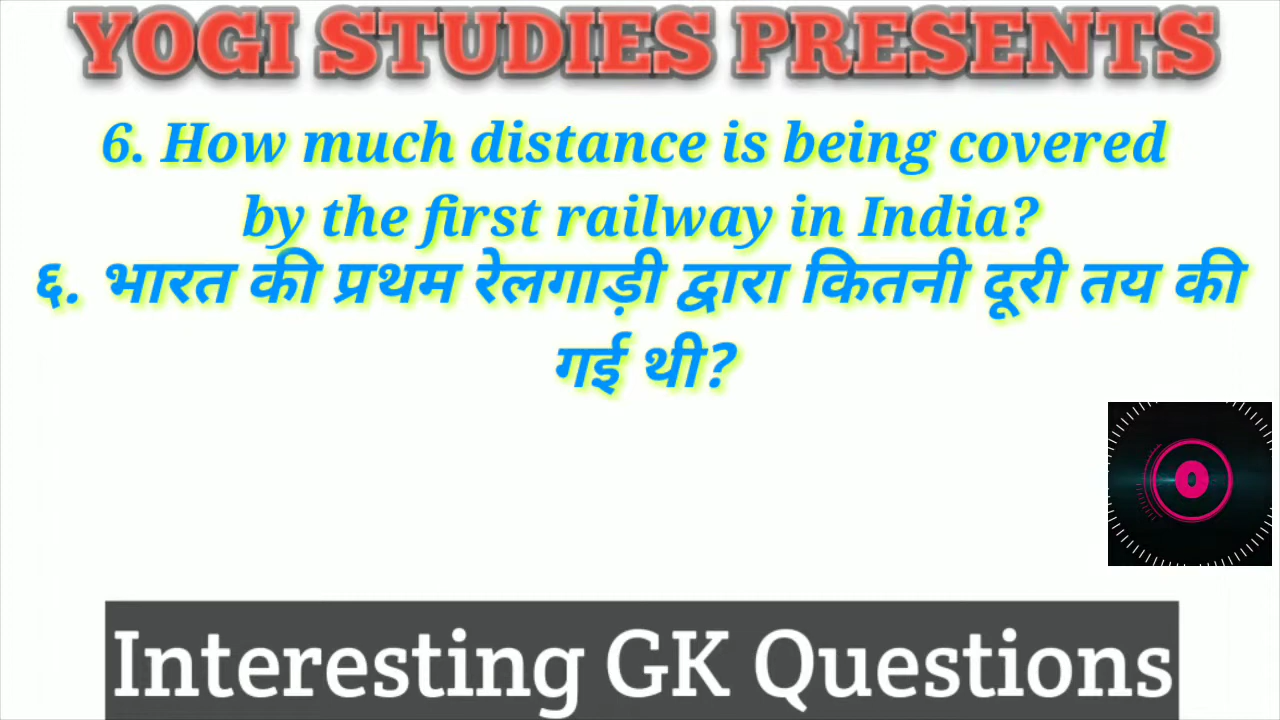 YOGI STUDIES PRESENTS
6. How much distance is being covered
by the first railway in India?
६. भारत की प्रथम रेलगाड़ी द्वारा कितनी दूरी तय की
गई थी?
0
Interesting GK Questions